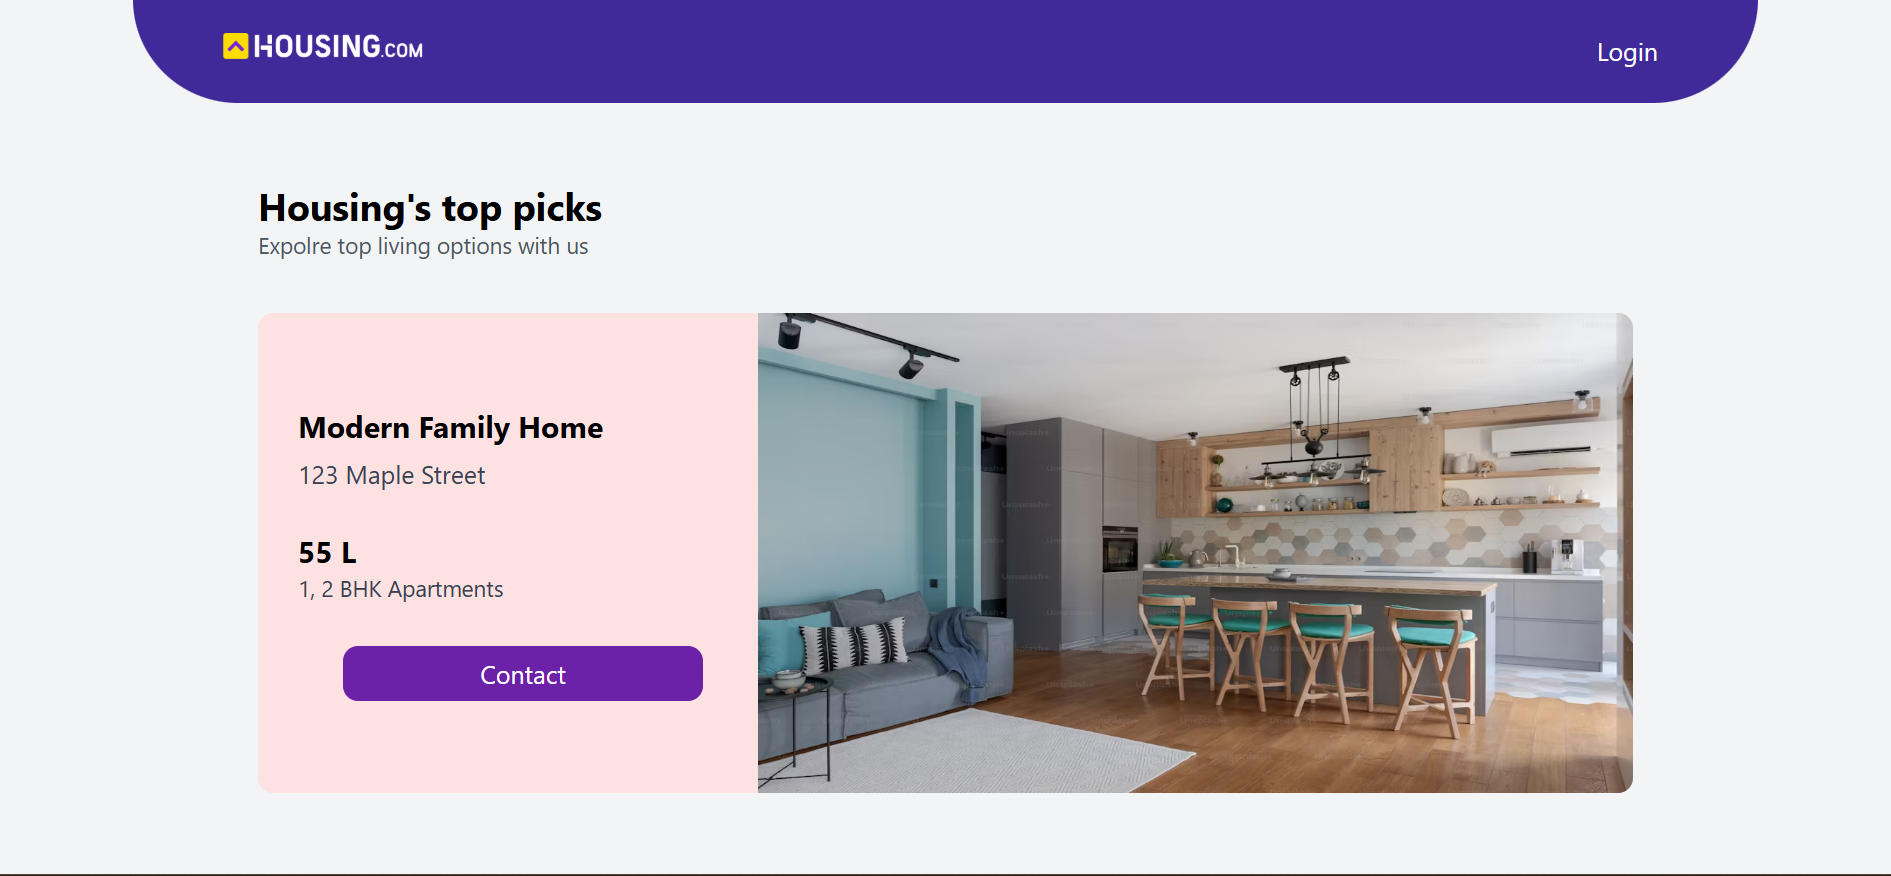 HOUSING.COM
Login
Housing's top picks
Expolre top living options with us
Modern Family Home
123 Maple Street
55 L
1, 2 BHK Apartments
Contact
Unsplash+